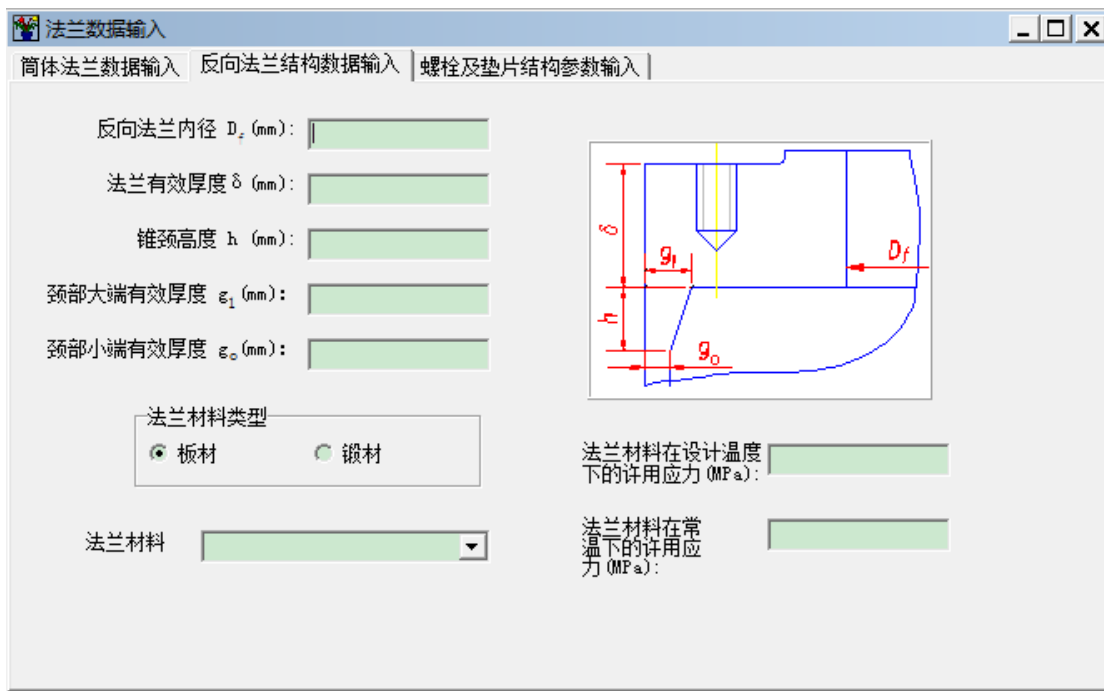 法兰数据输入
筒体法兰数据输入 反向法兰结构数据输入 螺栓及垫片结构参数输入
反向法兰内径 D_f (mm):
法兰有效厚度δ (mm):
锥颈高度 h (mm):
颈部大端有效厚度 g₁(mm):
颈部小端有效厚度 g₀(mm):
法兰材料类型
板材 锻材
法兰材料
δ
g₁
D_f
h
g₀
法兰材料在设计温度
下的许用应力(MPa):
法兰材料在常
温下的许用应
力(MPa):